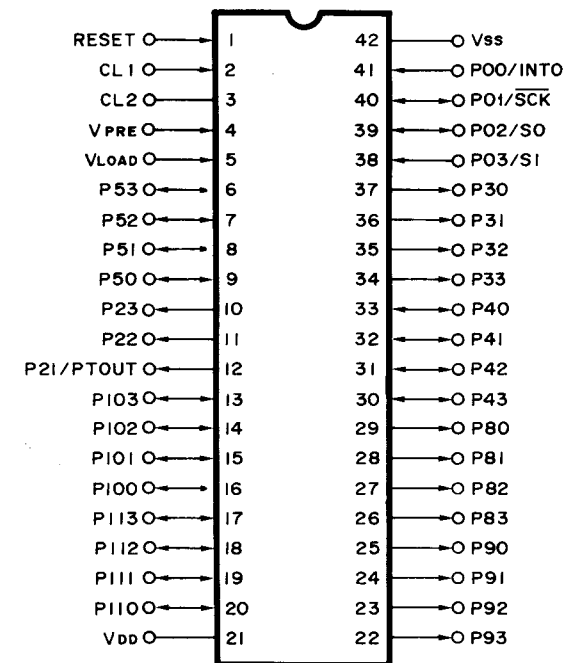 RESET 1 42 Vss
CL1 2 41 P00/INT0
CL2 3 40 P01/S̅C̅K̅
VPRE 4 39 P02/SO
VLOAD 5 38 P03/SI
P53 6 37 P30
P52 7 36 P31
P51 8 35 P32
P50 9 34 P33
P23 10 33 P40
P22 11 32 P41
P21/PTOUT 12 31 P42
P103 13 30 P43
P102 14 29 P80
P101 15 28 P81
P100 16 27 P82
P113 17 26 P83
P112 18 25 P90
P111 19 24 P91
P110 20 23 P92
VDD 21 22 P93